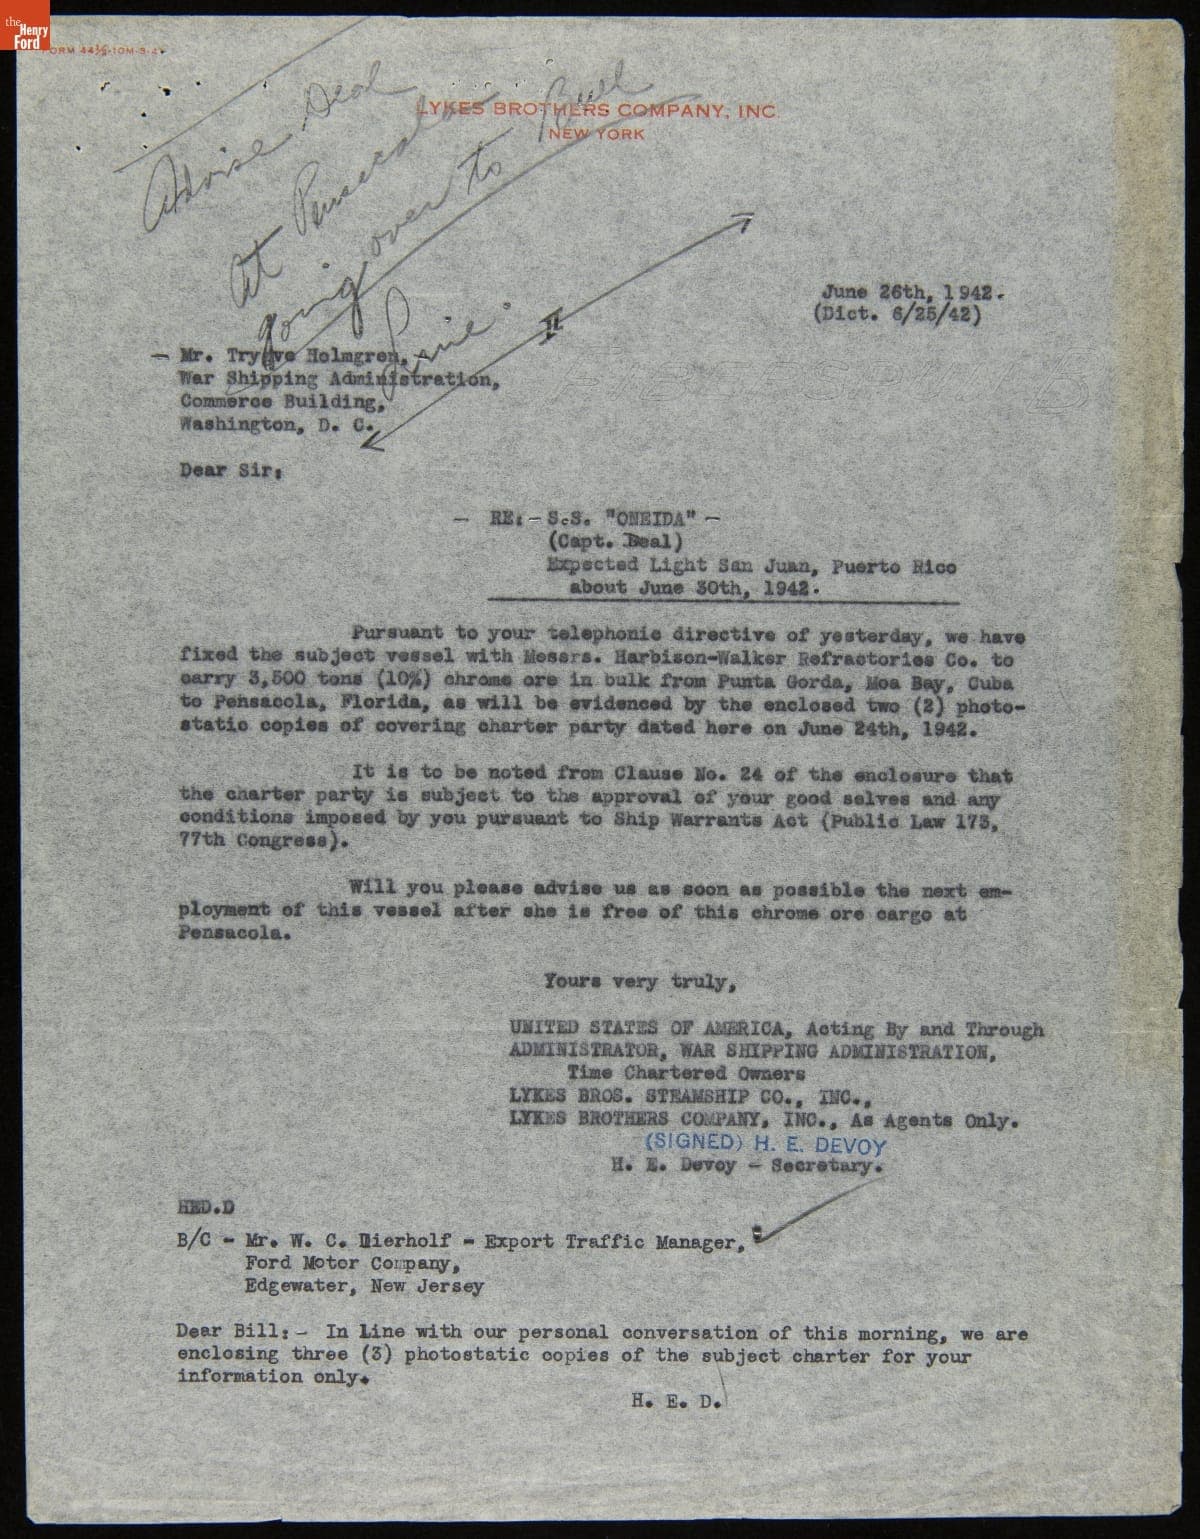 the Henry Ford
FORM 44½-10M-3-4
LYKES BROTHERS COMPANY, INC
NEW YORK
Advise Deal
At Pensacola
going over to Bull
Line.
June 26th, 1942.
(Dict. 6/25/42)
— Mr. Trygve Holmgren,
War Shipping Administration,
Commerce Building,
Washington, D. C.
Dear Sir:
— RE: — S.S. "ONEIDA" —
(Capt. Deal)
Expected Light San Juan, Puerto Rico
about June 30th, 1942.
Pursuant to your telephonic directive of yesterday, we have
fixed the subject vessel with Messrs. Harbison-Walker Refractories Co. to
carry 3,500 tons (10%) chrome ore in bulk from Punta Gorda, Moa Bay, Cuba
to Pensacola, Florida, as will be evidenced by the enclosed two (2) photo-
static copies of covering charter party dated here on June 24th, 1942.
It is to be noted from Clause No. 24 of the enclosure that
the charter party is subject to the approval of your good selves and any
conditions imposed by you pursuant to Ship Warrants Act (Public Law 173,
77th Congress).
Will you please advise us as soon as possible the next em-
ployment of this vessel after she is free of this chrome ore cargo at
Pensacola.
Yours very truly,
UNITED STATES OF AMERICA, Acting By and Through
ADMINISTRATOR, WAR SHIPPING ADMINISTRATION,
Time Chartered Owners
LYKES BROS. STEAMSHIP CO., INC.,
LYKES BROTHERS COMPANY, INC., As Agents Only.
(SIGNED) H. E. DEVOY
H. E. Devoy — Secretary.
HED.D
B/C - Mr. W. C. Dierholf - Export Traffic Manager,
Ford Motor Company,
Edgewater, New Jersey
Dear Bill:- In Line with our personal conversation of this morning, we are
enclosing three (3) photostatic copies of the subject charter for your
information only.
H. E. D.